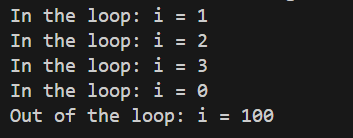 In the loop: i = 1
In the loop: i = 2
In the loop: i = 3
In the loop: i = 0
Out of the loop: i = 100